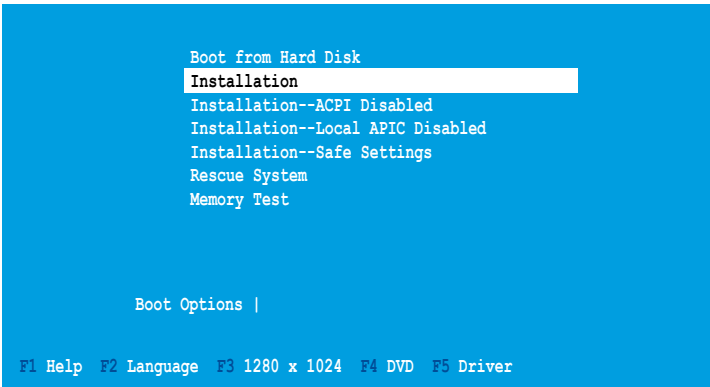 Boot from Hard Disk
Installation
Installation--ACPI Disabled
Installation--Local APIC Disabled
Installation--Safe Settings
Rescue System
Memory Test
Boot Options |
F1 Help F2 Language F3 1280 x 1024 F4 DVD F5 Driver